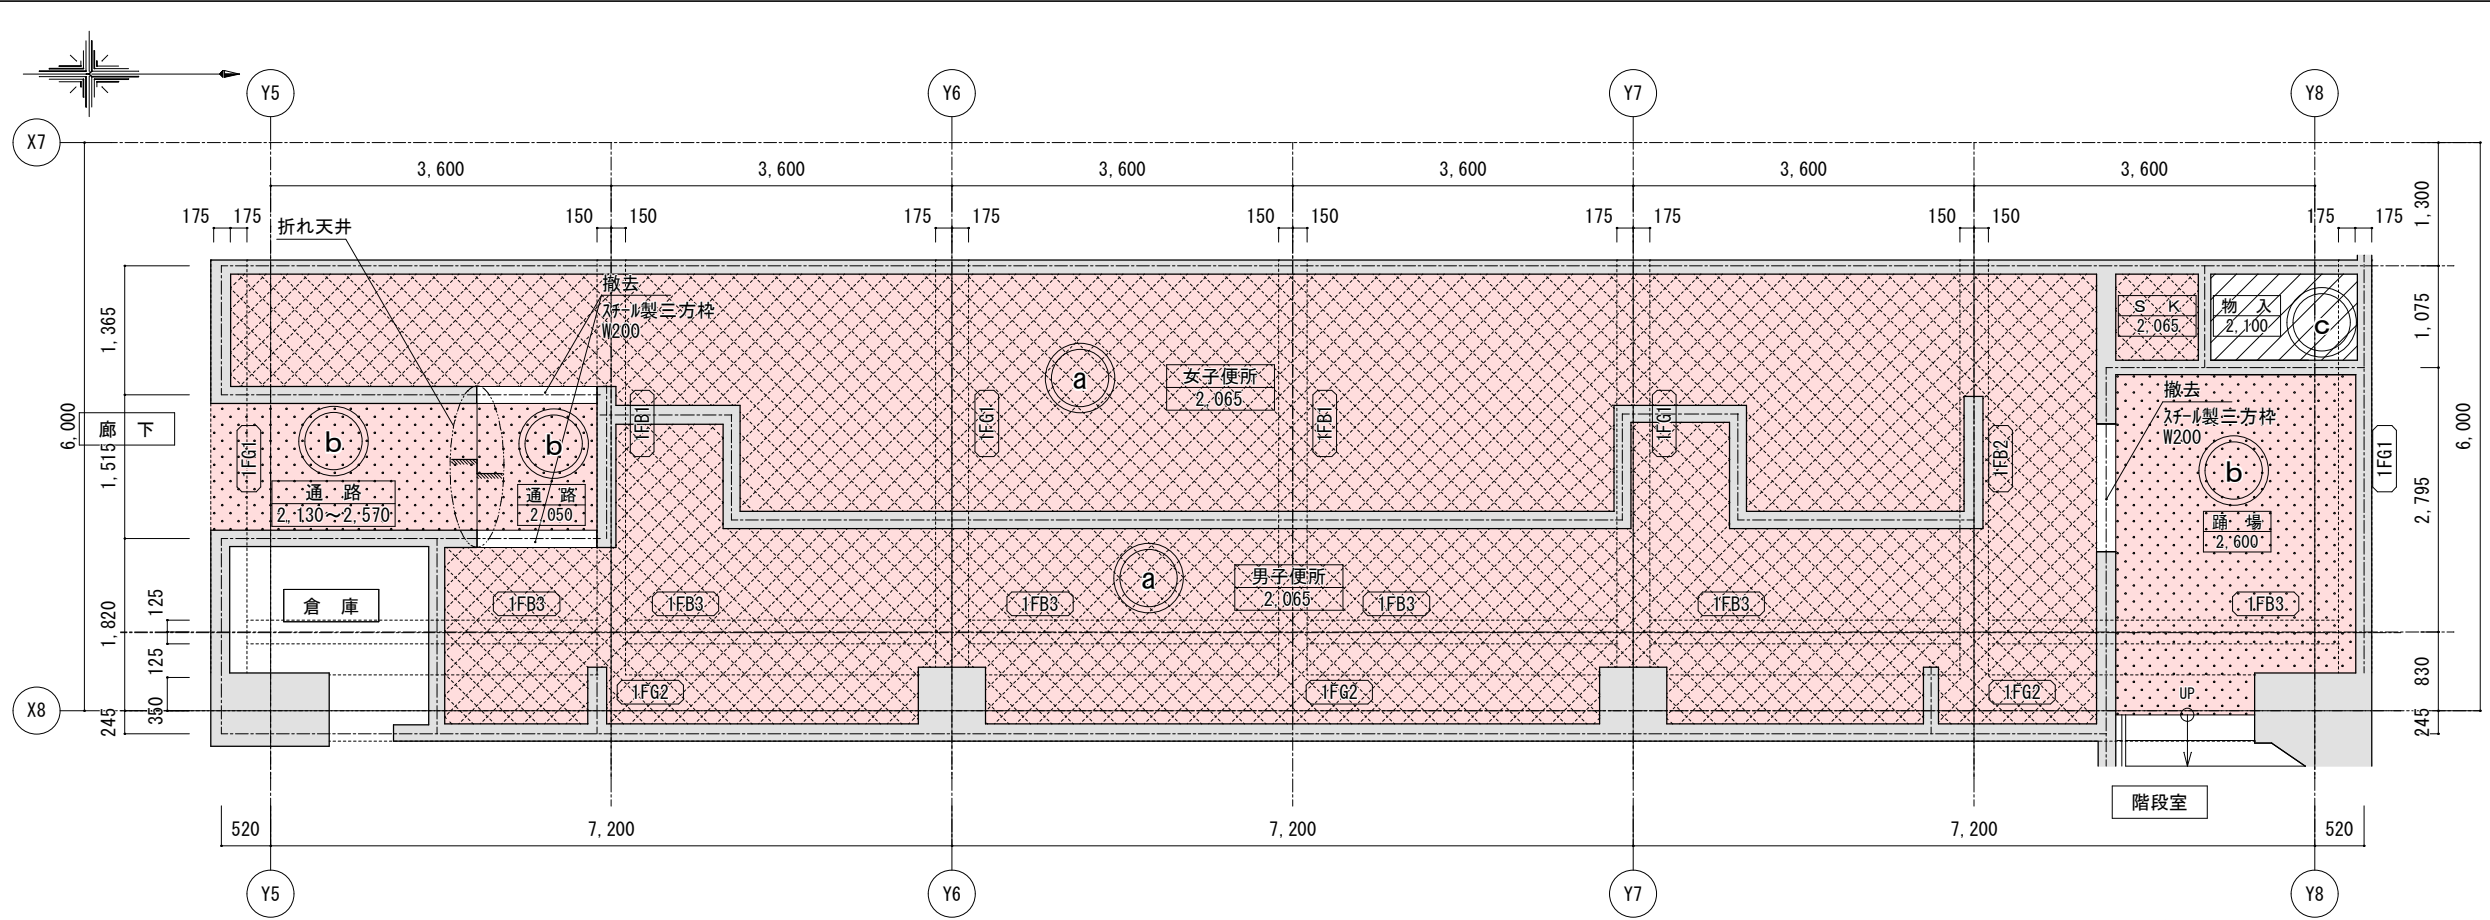 Y5
Y6
Y7
Y8
X7
3,600
3,600
3,600
3,600
3,600
3,600
1,300
175
175
150
150
175
175
150
150
175
175
150
150
175
175
折れ天井
撤去
ｽﾁｰﾙ製三方枠
W200
1,365
1,075
S K
2,065
物 入
2,100
c
a
女子便所
2,065
撤去
ｽﾁｰﾙ製三方枠
W200
6,000
廊 下
1,515
1FG1
b
b
1FB1
1FG1
1FB1
1FG1
1FB2
b
1FG1
6,000
通 路
2,130～2,570
通 路
2,050
踊 場
2,600
2,795
a
男子便所
2,065
倉 庫
1FB3
1FB3
1FB3
1FB3
1FB3
1FB3
1,820
125
125
350
245
1FG2
1FG2
1FG2
UP
830
245
X8
階段室
520
7,200
7,200
7,200
520
Y5
Y6
Y7
Y8